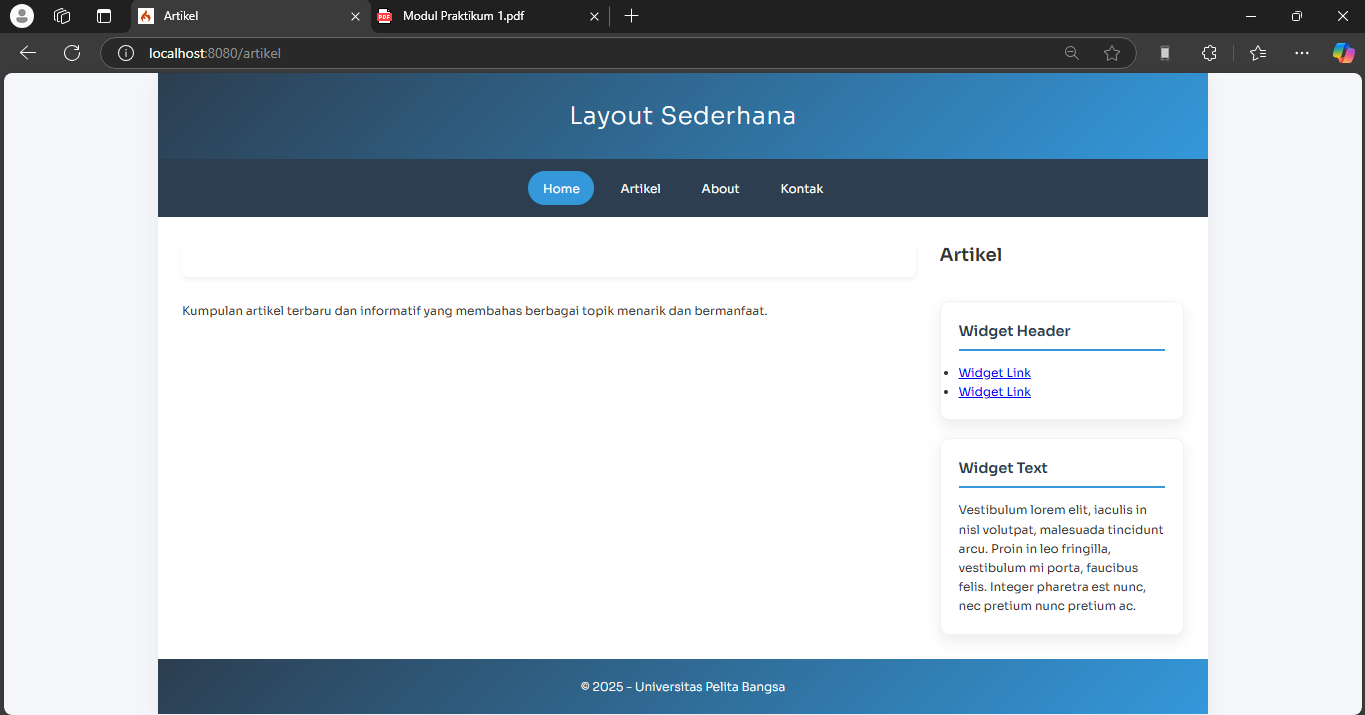 Artikel
Modul Praktikum 1.pdf
localhost:8080/artikel
Layout Sederhana
Home Artikel About Kontak
Artikel
Kumpulan artikel terbaru dan informatif yang membahas berbagai topik menarik dan bermanfaat.
Widget Header
Widget Link
Widget Link
Widget Text
Vestibulum lorem elit, iaculis in
nisl volutpat, malesuada tincidunt
arcu. Proin in leo fringilla,
vestibulum mi porta, faucibus
felis. Integer pharetra est nunc,
nec pretium nunc pretium ac.
© 2025 - Universitas Pelita Bangsa